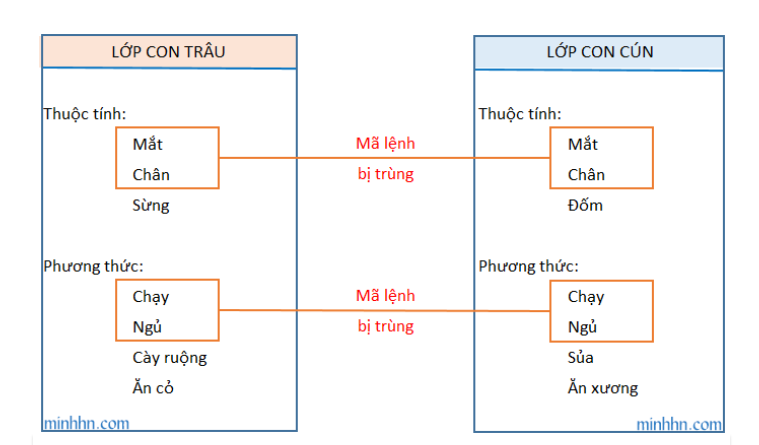 LỚP CON TRÂU
Thuộc tính:
Mắt
Chân
Sừng
Phương thức:
Chạy
Ngủ
Cày ruộng
Ăn cỏ
minhhn.com
Mã lệnh
bị trùng
Mã lệnh
bị trùng
LỚP CON CÚN
Thuộc tính:
Mắt
Chân
Đốm
Phương thức:
Chạy
Ngủ
Sủa
Ăn xương
minhhn.com